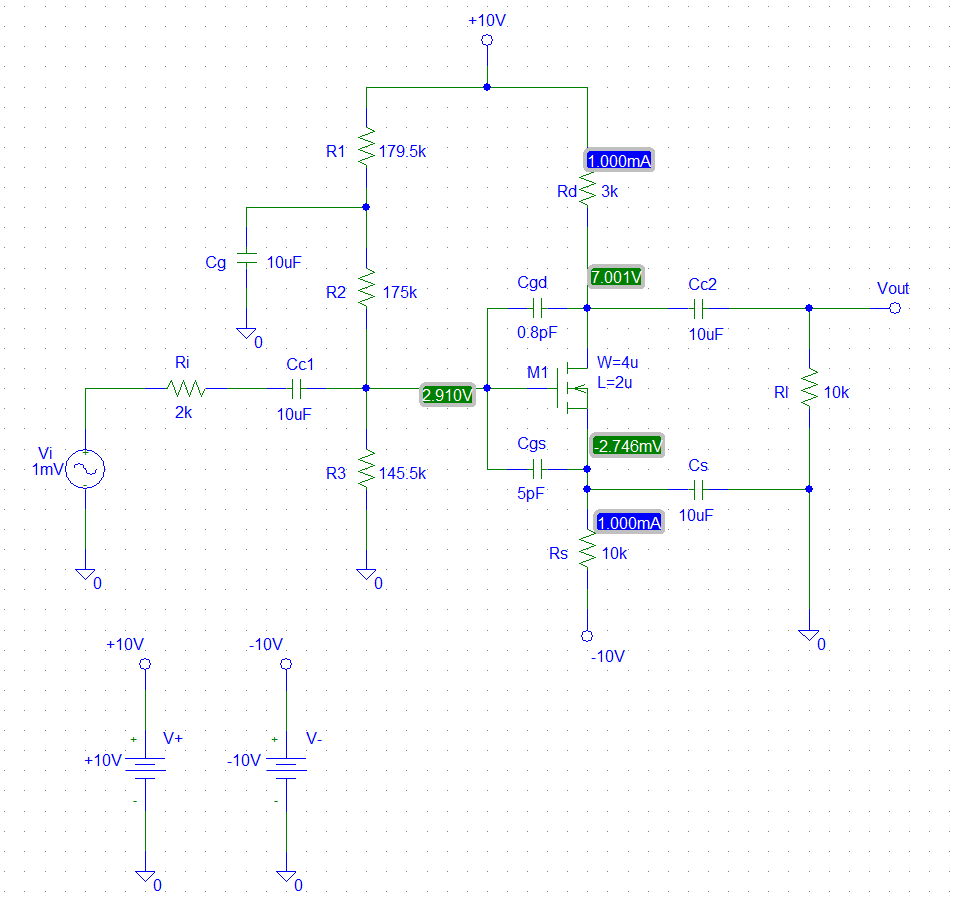 +10V
R1 179.5k
1.000mA
Rd 3k
Cg 10uF
0
R2 175k
7.001V
Cgd
0.8pF
Cc2
10uF
Vout
Ri
2k
Cc1
10uF
2.910V
M1
W=4u
L=2u
Rl 10k
Vi
1mV
+
-
0
R3 145.5k
0
Cgs
5pF
-2.746mV
Cs
10uF
1.000mA
Rs 10k
-10V
0
+10V
+
V+
+10V
-
0
-10V
+
V-
-10V
-
0